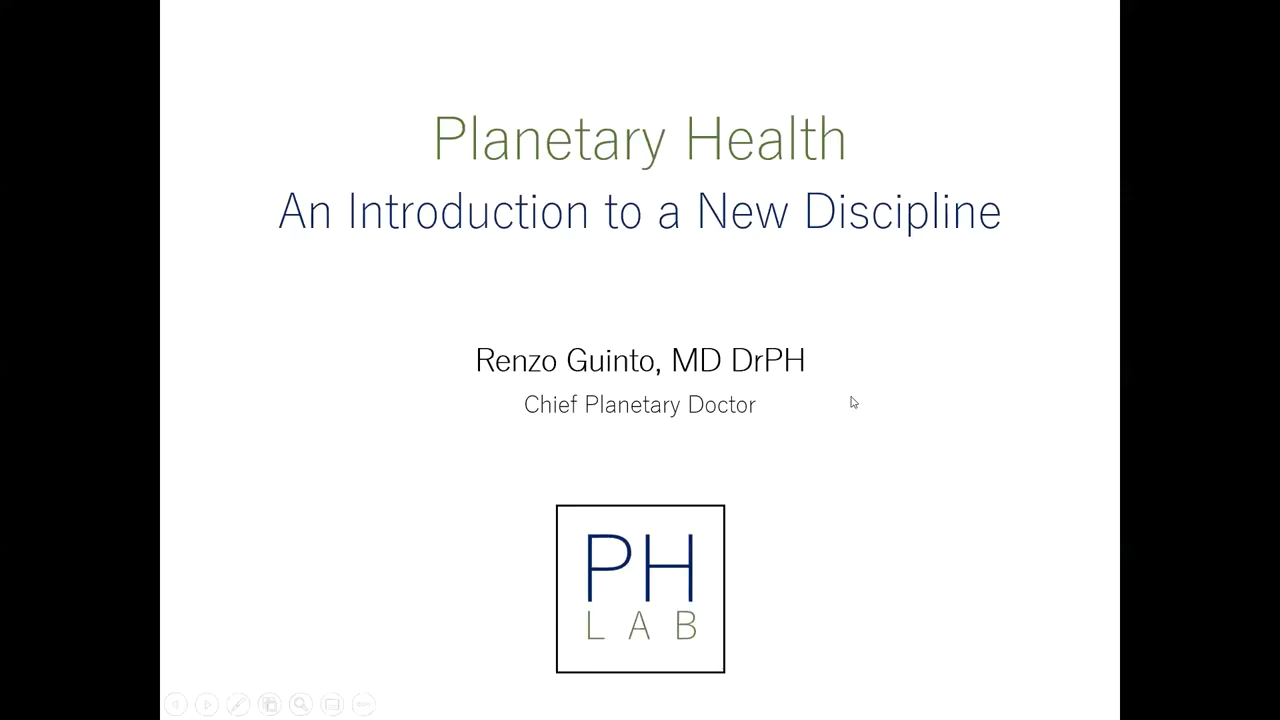 Planetary Health
An Introduction to a New Discipline
Renzo Guinto, MD DrPH
Chief Planetary Doctor
PH
LAB